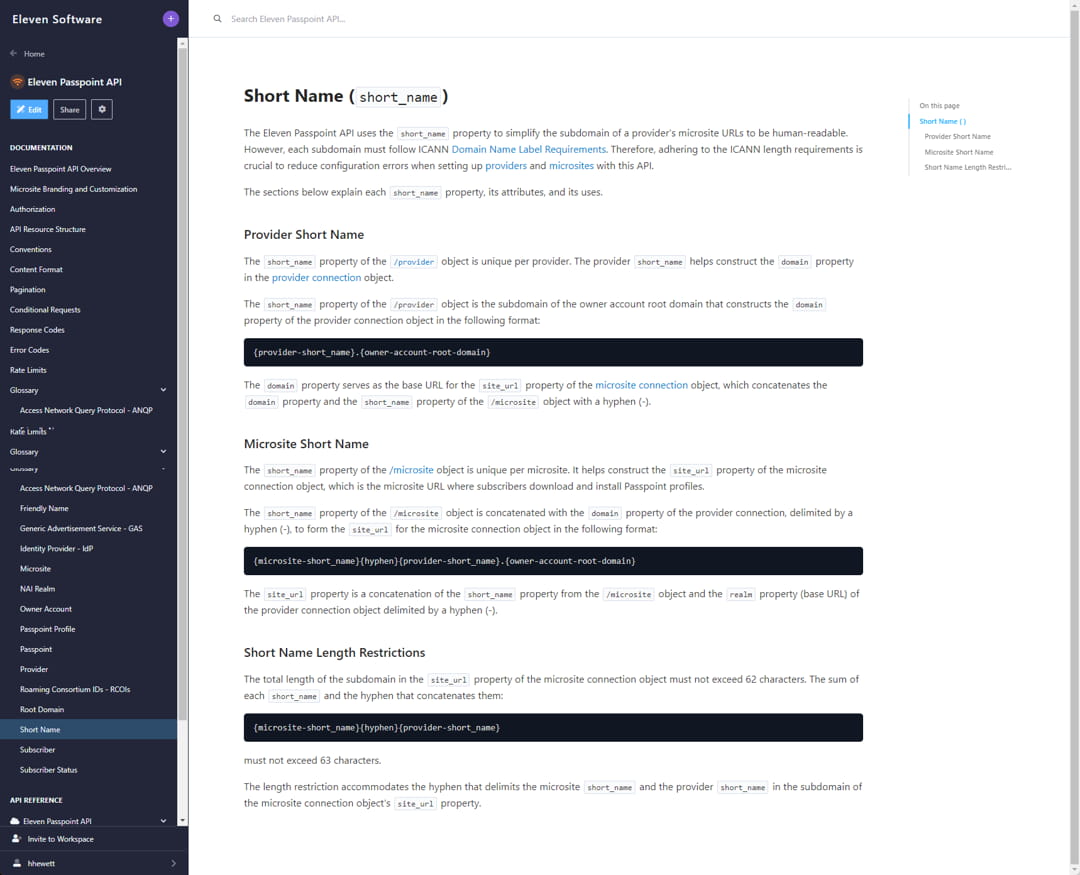 Eleven Software
+
Search Eleven Passpoint API...
Home
Eleven Passpoint API
Edit
Share
DOCUMENTATION
Eleven Passpoint API Overview
Microsite Branding and Customization
Authorization
API Resource Structure
Conventions
Content Format
Pagination
Conditional Requests
Response Codes
Error Codes
Rate Limits
Glossary
Access Network Query Protocol - ANQP
Rate Limits
Glossary
Glossary
Access Network Query Protocol - ANQP
Friendly Name
Generic Advertisement Service - GAS
Identity Provider - IdP
Microsite
NAI Realm
Owner Account
Passpoint Profile
Passpoint
Provider
Roaming Consortium IDs - RCOIs
Root Domain
Short Name
Subscriber
Subscriber Status
API REFERENCE
Eleven Passpoint API
Invite to Workspace
hhewett
Short Name (short_name)
The Eleven Passpoint API uses the short_name property to simplify the subdomain of a provider's microsite URLs to be human-readable.
However, each subdomain must follow ICANN Domain Name Label Requirements. Therefore, adhering to the ICANN length requirements is
crucial to reduce configuration errors when setting up providers and microsites with this API.
The sections below explain each short_name property, its attributes, and its uses.
Provider Short Name
The short_name property of the /provider object is unique per provider. The provider short_name helps construct the domain property
in the provider connection object.
The short_name property of the /provider object is the subdomain of the owner account root domain that constructs the domain
property of the provider connection object in the following format:
{provider-short_name}.{owner-account-root-domain}
The domain property serves as the base URL for the site_url property of the microsite connection object, which concatenates the
domain property and the short_name property of the /microsite object with a hyphen (-).
Microsite Short Name
The short_name property of the /microsite object is unique per microsite. It helps construct the site_url property of the microsite
connection object, which is the microsite URL where subscribers download and install Passpoint profiles.
The short_name property of the /microsite object is concatenated with the domain property of the provider connection, delimited by a
hyphen (-), to form the site_url for the microsite connection object in the following format:
{microsite-short_name}{hyphen}{provider-short_name}.{owner-account-root-domain}
The site_url property is a concatenation of the short_name property from the /microsite object and the realm property (base URL) of
the provider connection object delimited by a hyphen (-).
Short Name Length Restrictions
The total length of the subdomain in the site_url property of the microsite connection object must not exceed 62 characters. The sum of
each short_name and the hyphen that concatenates them:
{microsite-short_name}{hyphen}{provider-short_name}
must not exceed 63 characters.
The length restriction accommodates the hyphen that delimits the microsite short_name and the provider short_name in the subdomain of
the microsite connection object's site_url property.
On this page
Short Name ( )
Provider Short Name
Microsite Short Name
Short Name Length Restri...